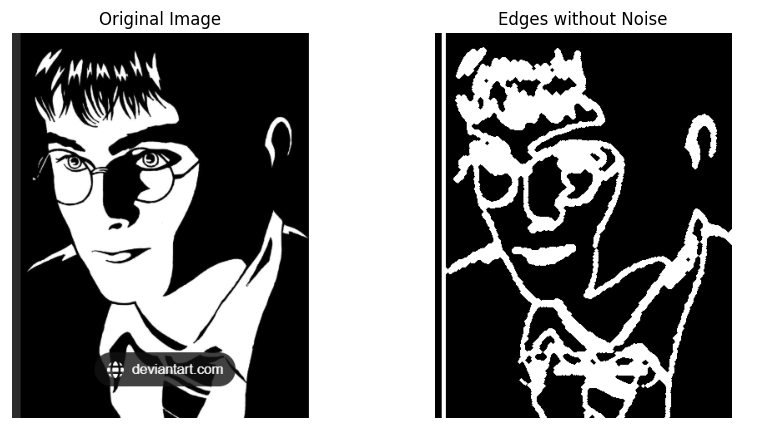 Original Image
Edges without Noise
deviantart.com